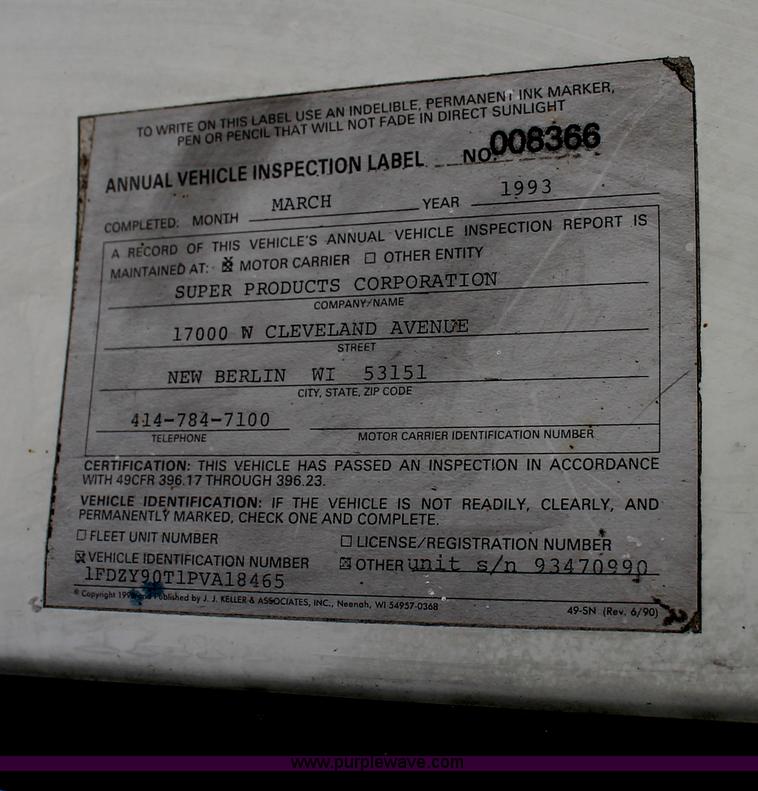 TO WRITE ON THIS LABEL USE AN INDELIBLE, PERMANENT INK MARKER,
PEN OR PENCIL THAT WILL NOT FADE IN DIRECT SUNLIGHT
ANNUAL VEHICLE INSPECTION LABEL NO. 008366
COMPLETED: MONTH MARCH YEAR 1993
A RECORD OF THIS VEHICLE'S ANNUAL VEHICLE INSPECTION REPORT IS
MAINTAINED AT: ☒ MOTOR CARRIER ☐ OTHER ENTITY
SUPER PRODUCTS CORPORATION
COMPANY/NAME
17000 W CLEVELAND AVENUE
STREET
NEW BERLIN WI 53151
CITY, STATE, ZIP CODE
414-784-7100
TELEPHONE MOTOR CARRIER IDENTIFICATION NUMBER
CERTIFICATION: THIS VEHICLE HAS PASSED AN INSPECTION IN ACCORDANCE
WITH 49CFR 396.17 THROUGH 396.23.
VEHICLE IDENTIFICATION: IF THE VEHICLE IS NOT READILY, CLEARLY, AND
PERMANENTLY MARKED, CHECK ONE AND COMPLETE.
☐ FLEET UNIT NUMBER ☐ LICENSE/REGISTRATION NUMBER
☒ VEHICLE IDENTIFICATION NUMBER ☒ OTHER unit s/n 93470990
1FDZY90T1PVA18465
© Copyright and Published by J. J. KELLER & ASSOCIATES, INC., Neenah, WI 54957-0368 49-SN (Rev. 6/90)
www.purplewave.com